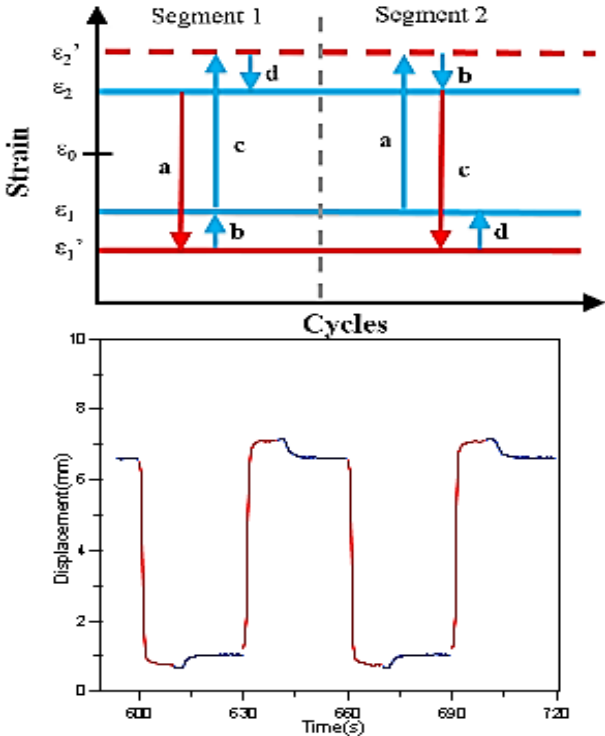 Segment 1 Segment 2
ε₂’
d b
ε₂
a c a c
ε₀
Strain
ε₁
b d
ε₁’
Cycles
10
8
6
4
2
0
Displacement(mm)
600 630 660 690 720
Time(s)